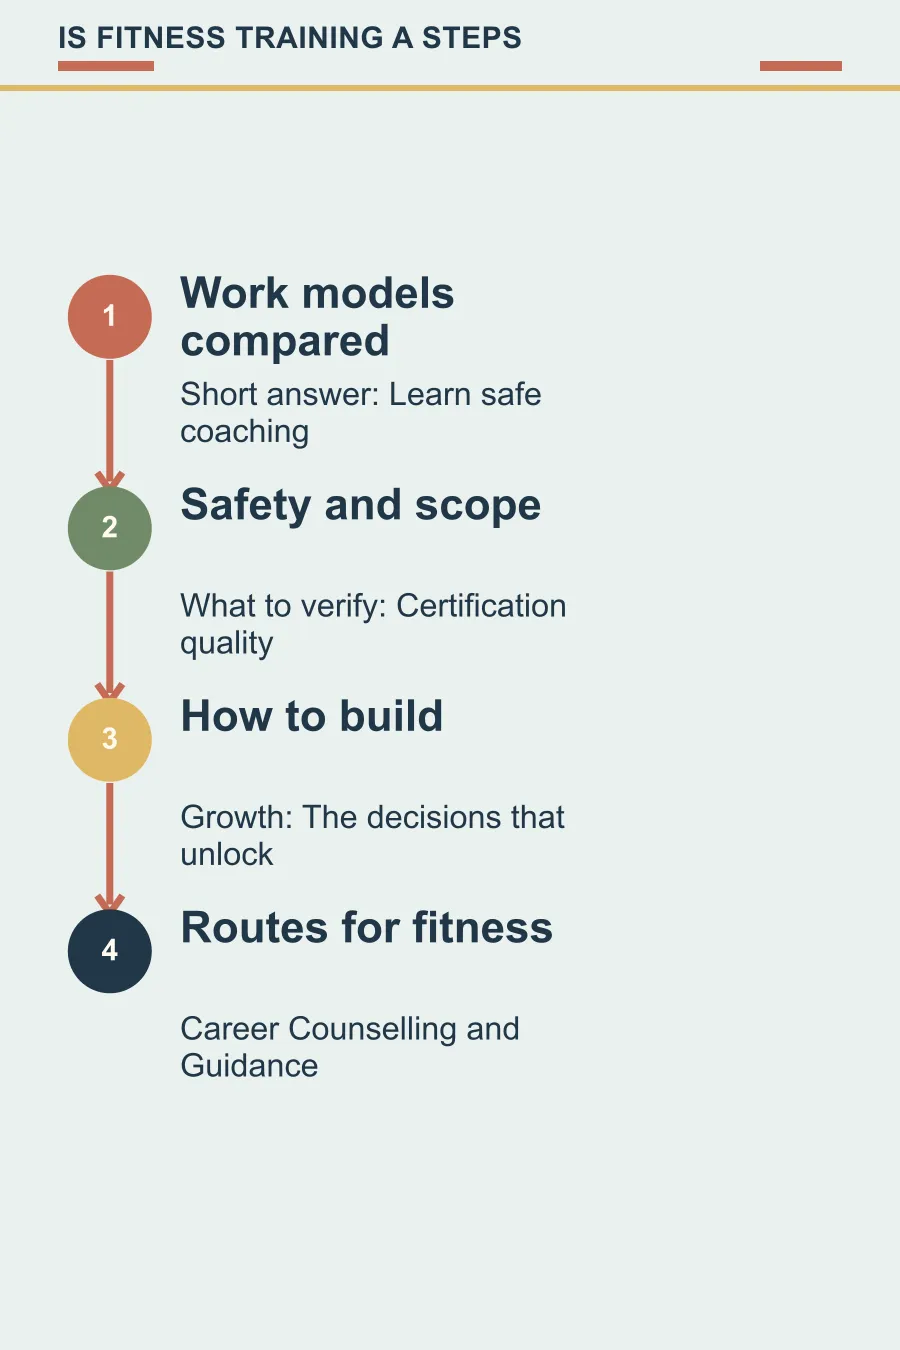 IS FITNESS TRAINING A STEPS
1
Work models
compared
Short answer: Learn safe
coaching
2
Safety and scope
What to verify: Certification
quality
3
How to build
Growth: The decisions that
unlock
4
Routes for fitness
Career Counselling and
Guidance